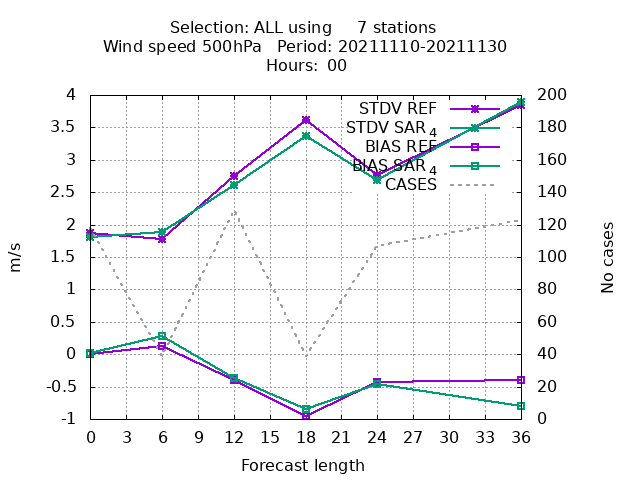 Selection: ALL using 7 stations
Wind speed 500hPa Period: 20211110-20211130
Hours: 00
STDV REF
STDV SAR 4
BIAS REF
BIAS SAR 4
CASES
4
3.5
3
2.5
2
1.5
1
0.5
0
-0.5
-1
m/s
200
180
160
140
120
100
80
60
40
20
0
No cases
0 3 6 9 12 15 18 21 24 27 30 33 36
Forecast length